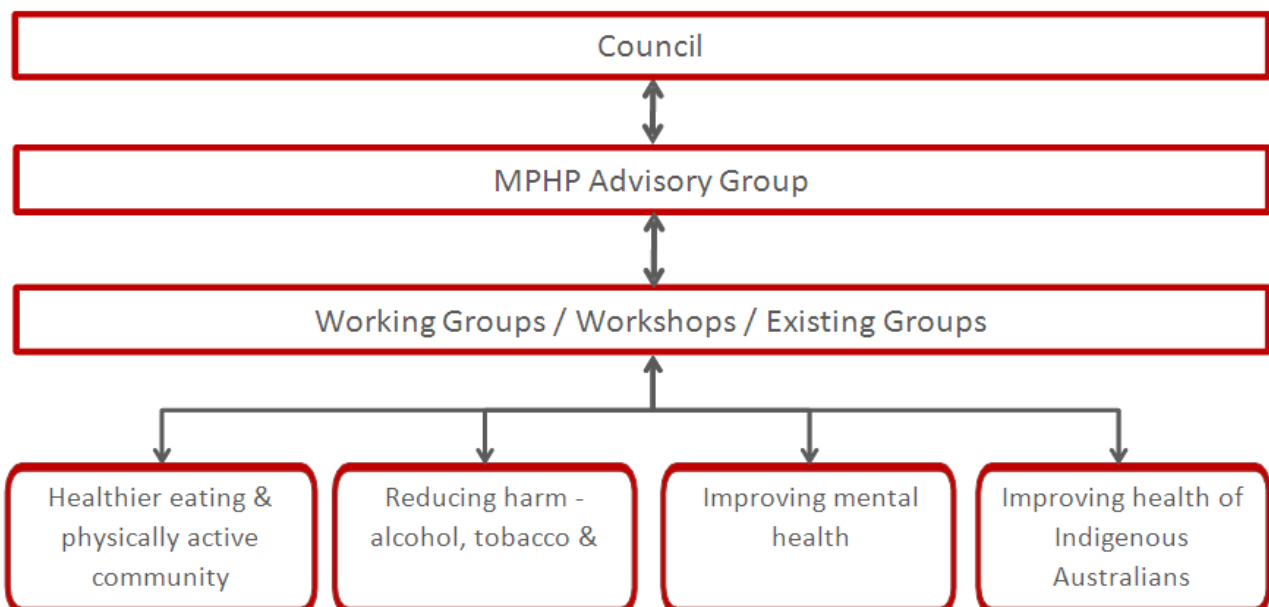 Council
MPHP Advisory Group
Working Groups / Workshops / Existing Groups
Healthier eating &
physically active
community
Reducing harm -
alcohol, tobacco &
Improving mental
health
Improving health of
Indigenous
Australians